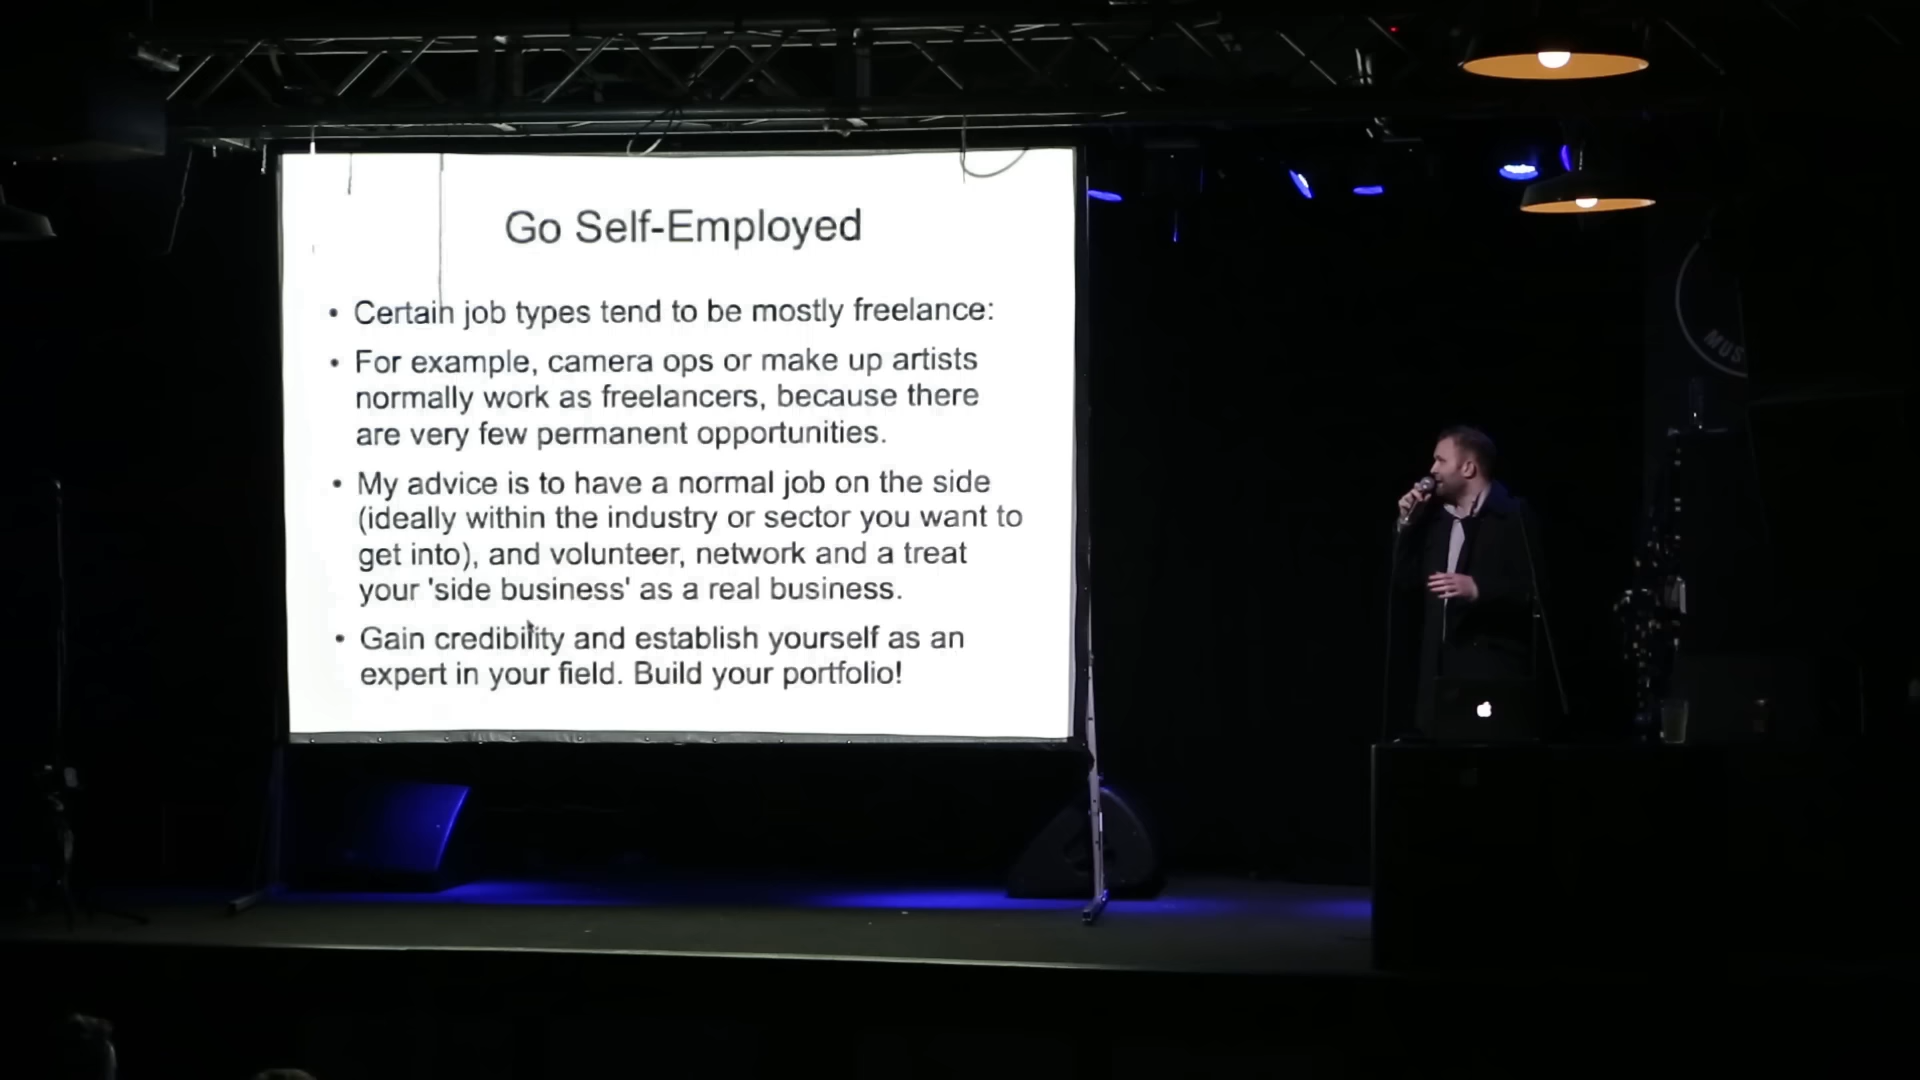 Go Self-Employed
• Certain job types tend to be mostly freelance:
• For example, camera ops or make up artists
normally work as freelancers, because there
are very few permanent opportunities.
• My advice is to have a normal job on the side
(ideally within the industry or sector you want to
get into), and volunteer, network and a treat
your 'side business' as a real business.
• Gain credibility and establish yourself as an
expert in your field. Build your portfolio!
MUS